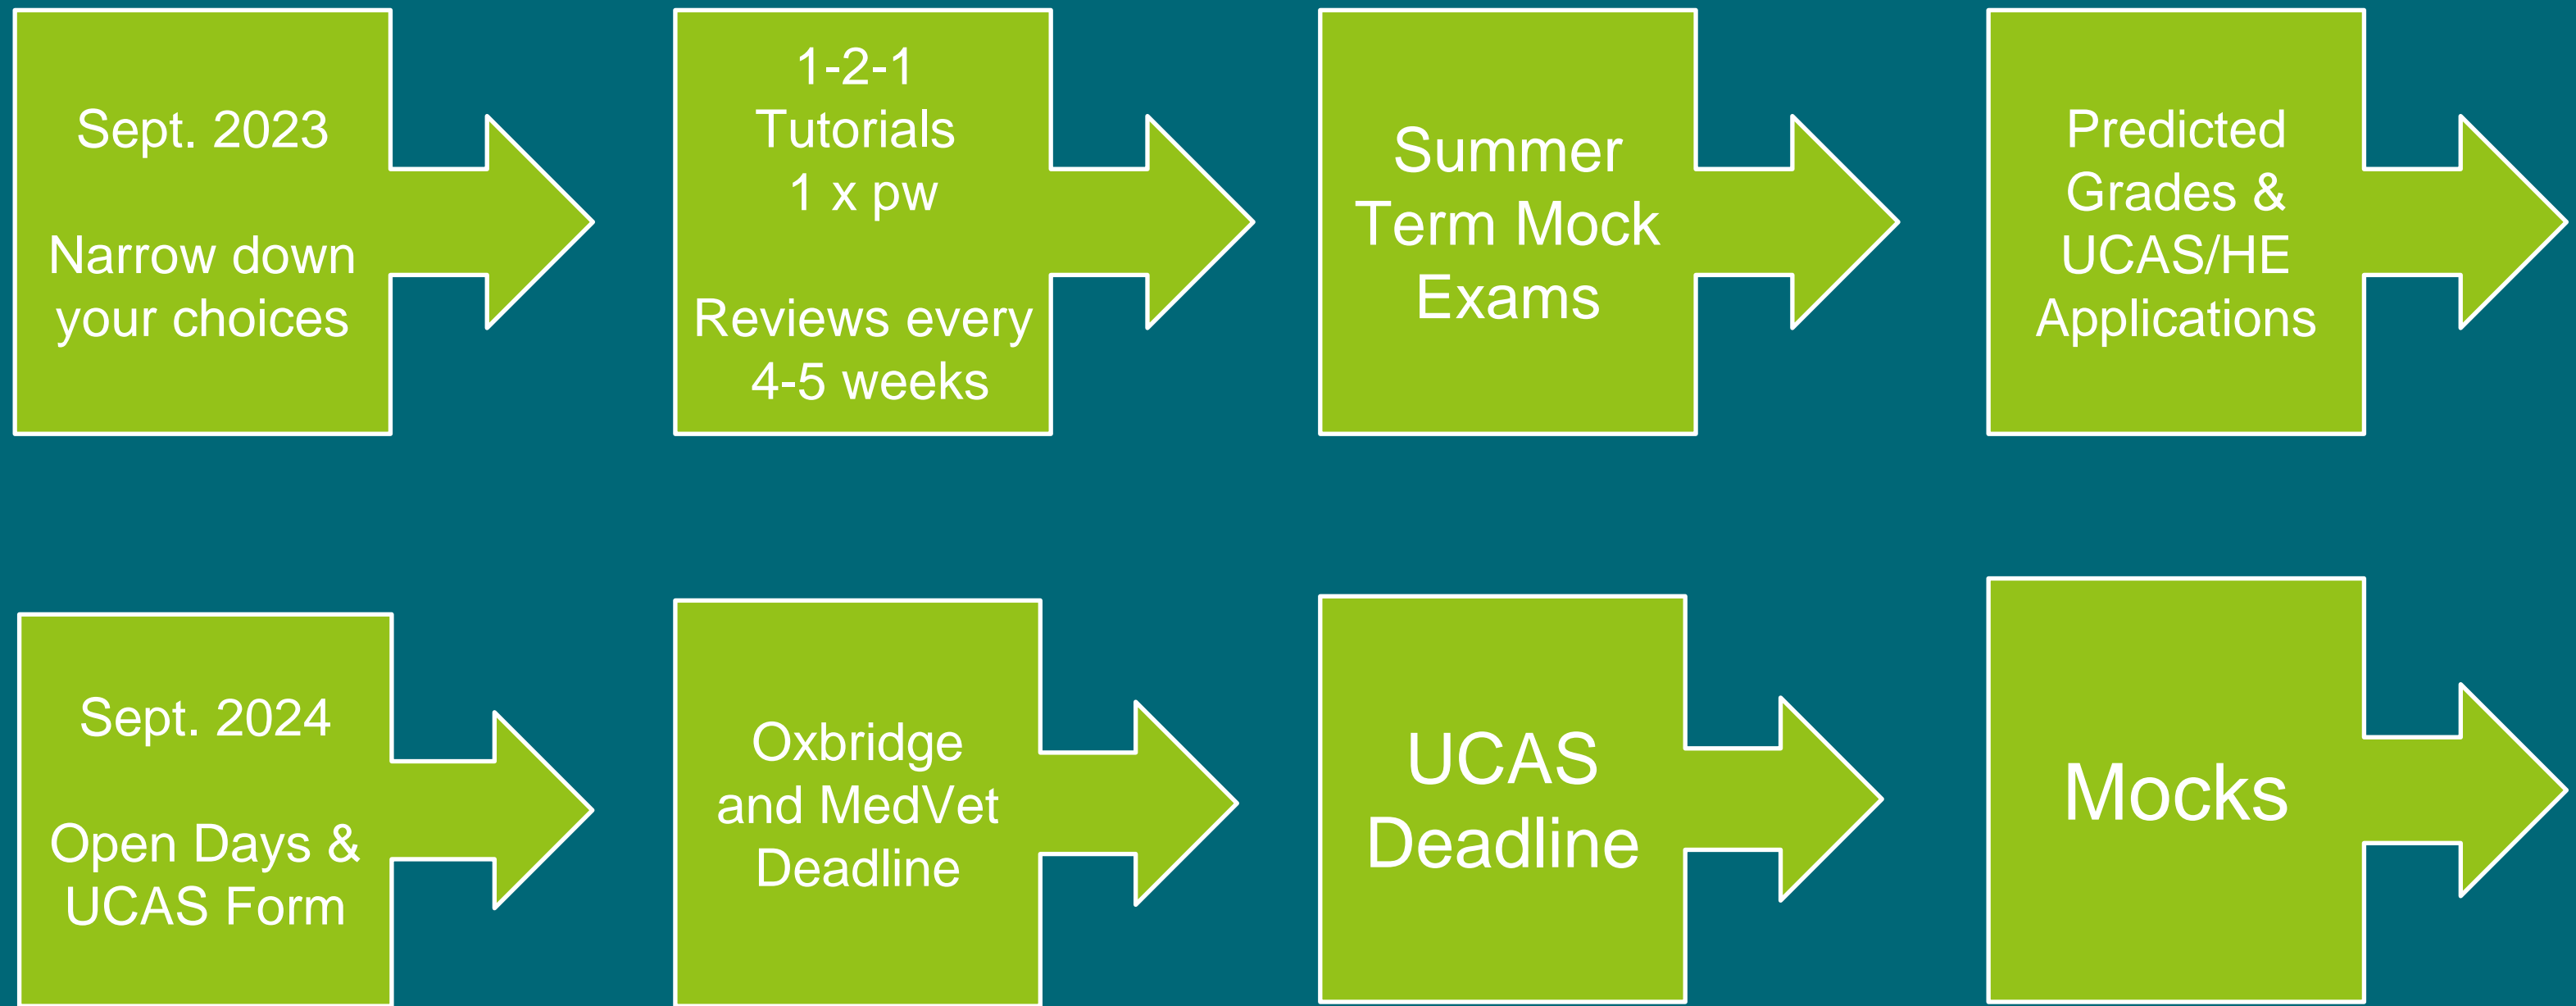 Sept. 2023
Narrow down
your choices
1-2-1
Tutorials
1 x pw
Reviews every
4-5 weeks
Summer
Term Mock
Exams
Predicted
Grades &
UCAS/HE
Applications
Sept. 2024
Open Days &
UCAS Form
Oxbridge
and MedVet
Deadline
UCAS
Deadline
Mocks